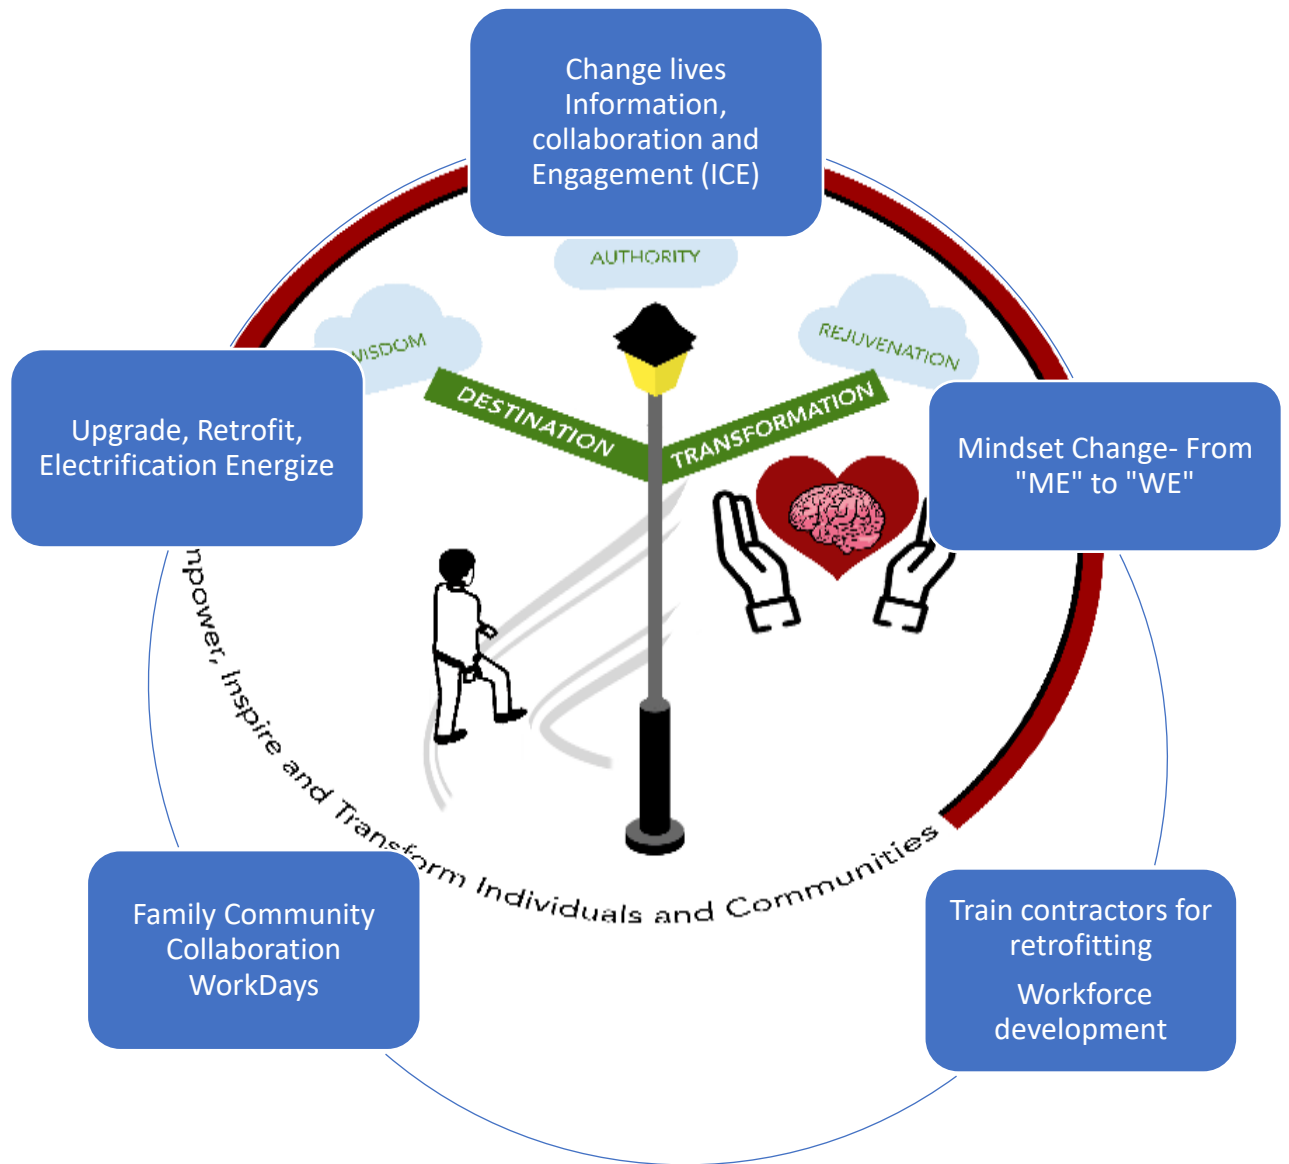 Change lives
Information,
collaboration and
Engagement (ICE)
AUTHORITY
WISDOM
REJUVENATION
DESTINATION
TRANSFORMATION
Upgrade, Retrofit,
Electrification Energize
Mindset Change- From
"ME" to "WE"
mpower, Inspire and Transform Individuals and Communities
Family Community
Collaboration
WorkDays
Train contractors for
retrofitting
Workforce
development